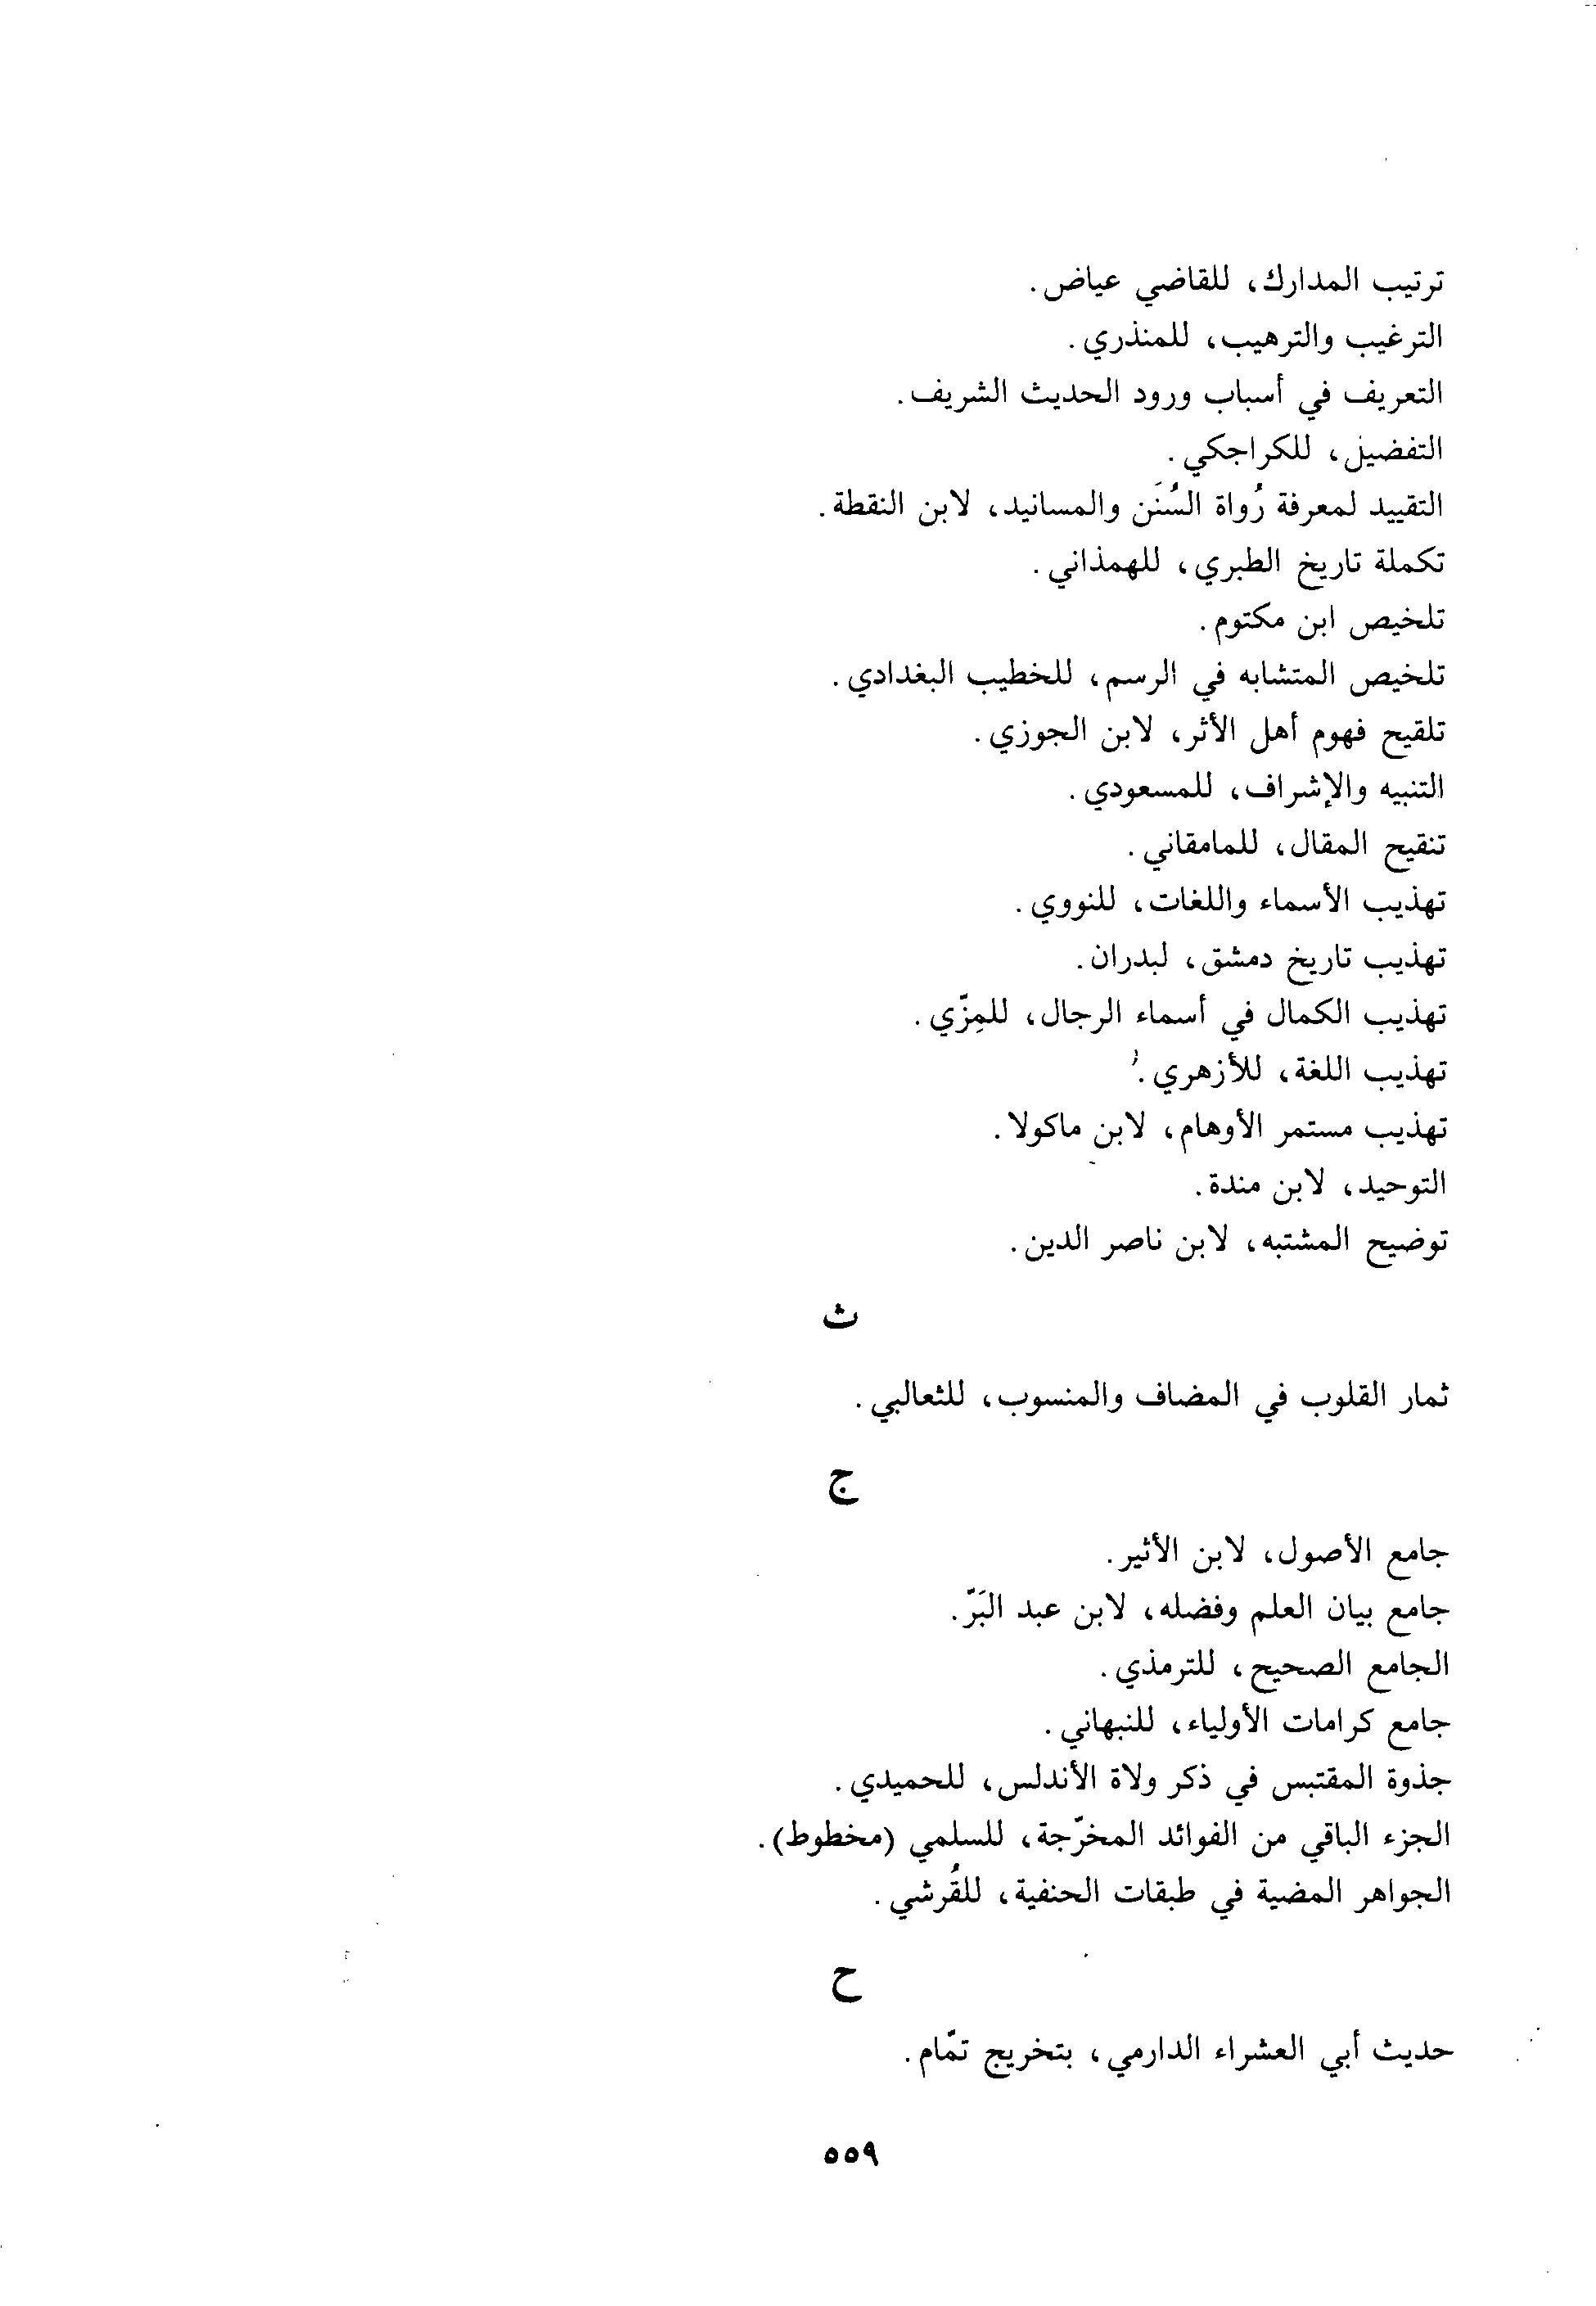 ترتيب المدارك، للقاضي عياض.
الترغيب والترهيب، للمنذري.
التعريف في أسباب ورود الحديث الشريف.
التفضيل، للكراجكي.
التقييد لمعرفة رُواة السُنَن والمسانيد، لابن النقطة.
تكملة تاريخ الطبري، للهمذاني.
تلخيص ابن مكتوم.
تلخيص المتشابه في الرسم، للخطيب البغدادي.
تلقيح فهوم أهل الأثر، لابن الجوزي.
التنبيه والإشراف، للمسعودي.
تنقيح المقال، للمامقاني.
تهذيب الأسماء واللغات، للنووي.
تهذيب تاريخ دمشق، لبدران.
تهذيب الكمال في أسماء الرجال، للمِزّي.
تهذيب اللغة، للأزهري.
تهذيب مستمر الأوهام، لابن ماكولا.
التوحيد، لابن مندة.
توضيح المشتبه، لابن ناصر الدين.
ث
ثمار القلوب في المضاف والمنسوب، للثعالبي.
ج
جامع الأصول، لابن الأثير.
جامع بيان العلم وفضله، لابن عبد البَرّ.
الجامع الصحيح، للترمذي.
جامع كرامات الأولياء، للنبهاني.
جذوة المقتبس في ذكر ولاة الأندلس، للحميدي.
الجزء الباقي من الفوائد المخرّجة، للسلمي (مخطوط).
الجواهر المضية في طبقات الحنفية، للقُرشي.
ح
حديث أبي العشراء الدارمي، بتخريج تمّام.
٥٥٩